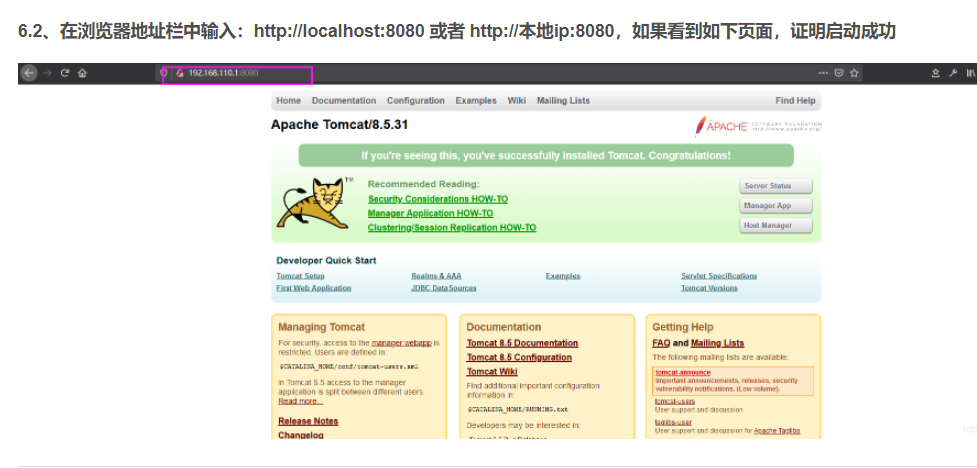 6.2、在浏览器地址栏中输入：http://localhost:8080 或者 http://本地ip:8080，如果看到如下页面，证明启动成功
192.168.110.1:8080
Home Documentation Configuration Examples Wiki Mailing Lists Find Help
Apache Tomcat/8.5.31
APACHE SOFTWARE FOUNDATION
http://www.apache.org/
If you're seeing this, you've successfully installed Tomcat. Congratulations!
TM
Recommended Reading:
Security Considerations HOW-TO
Manager Application HOW-TO
Clustering/Session Replication HOW-TO
Server Status
Manager App
Host Manager
Developer Quick Start
Tomcat Setup Realms & AAA Examples Servlet Specifications
First Web Application JDBC DataSources Tomcat Versions
Managing Tomcat
For security, access to the manager webapp is
restricted. Users are defined in:
$CATALINA_HOME/conf/tomcat-users.xml
In Tomcat 8.5 access to the manager
application is split between different users.
Read more...
Release Notes
Changelog
Documentation
Tomcat 8.5 Documentation
Tomcat 8.5 Configuration
Tomcat Wiki
Find additional important configuration
information in:
$CATALINA_HOME/RUNNING.txt
Developers may be interested in:
Getting Help
FAQ and Mailing Lists
The following mailing lists are available:
tomcat-announce
Important announcements, releases, security
vulnerability notifications. (Low volume).
tomcat-users
User support and discussion
taglibs-user
User support and discussion for Apache Taglibs